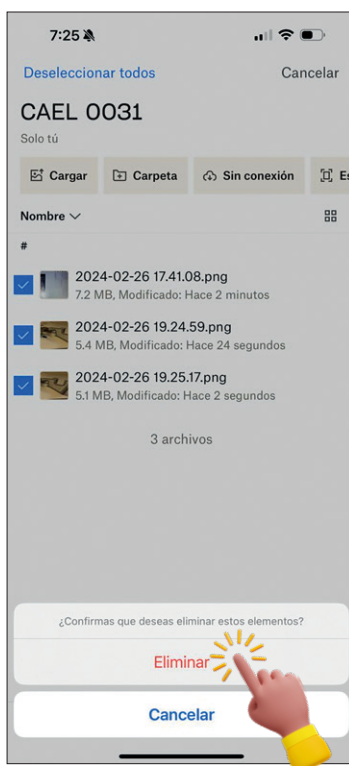 7:25
Deseleccionar todos
Cancelar
CAEL 0031
Solo tú
Cargar
Carpeta
Sin conexión
Es
Nombre
#
2024-02-26 17.41.08.png
7.2 MB, Modificado: Hace 2 minutos
2024-02-26 19.24.59.png
5.4 MB, Modificado: Hace 24 segundos
2024-02-26 19.25.17.png
5.1 MB, Modificado: Hace 2 segundos
3 archivos
¿Confirmas que deseas eliminar estos elementos?
Eliminar
Cancelar